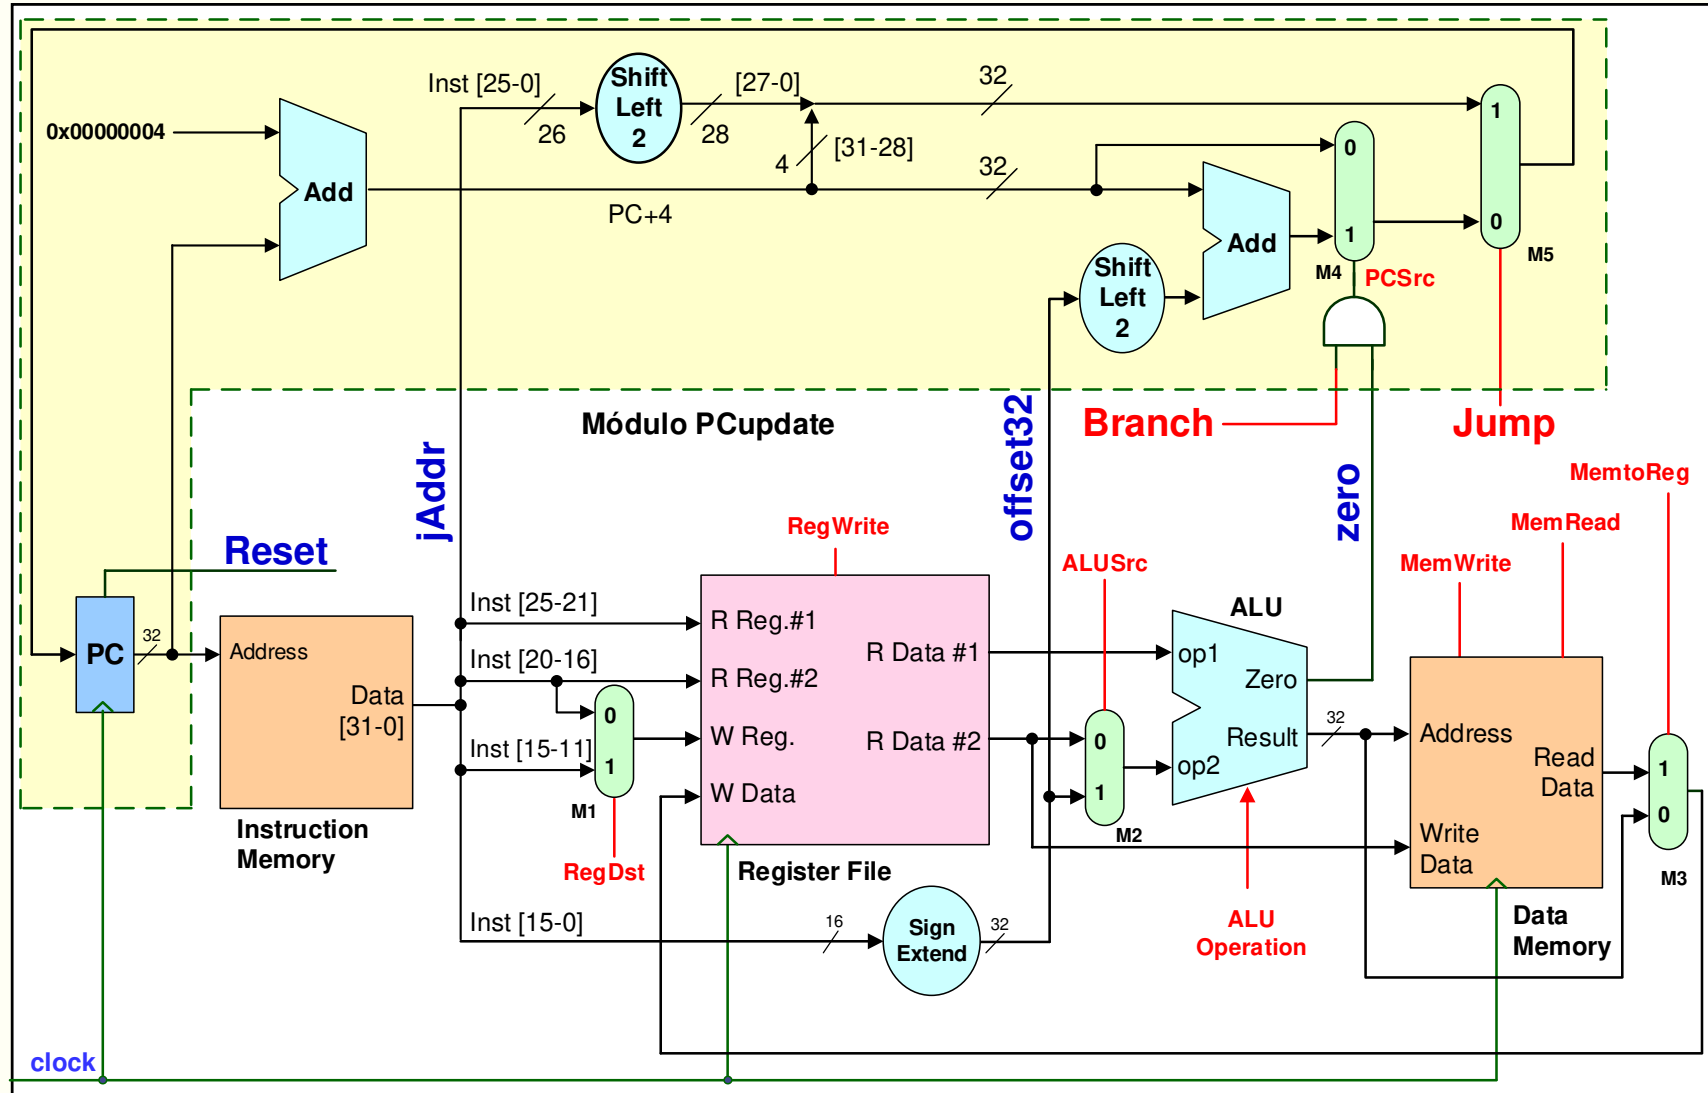 Inst [25-0]
26
Shift
Left
2
28
[27-0]
32
4
[31-28]
0x00000004
Add
PC+4
32
0
1
M4
PCSrc
1
0
M5
Add
Shift
Left
2
Módulo PCupdate
Branch
Jump
jAddr
offset32
zero
Reset
PC
32
Address
Data
[31-0]
Instruction
Memory
Inst [25-21]
Inst [20-16]
Inst [15-11]
Inst [15-0]
0
1
M1
RegDst
RegWrite
R Reg.#1
R Reg.#2
W Reg.
W Data
R Data #1
R Data #2
Register File
16
Sign
Extend
32
ALUSrc
0
1
M2
ALU
op1
Zero
Result
op2
32
ALU
Operation
MemWrite
MemRead
MemtoReg
Address
Read
Data
Write
Data
Data
Memory
1
0
M3
clock